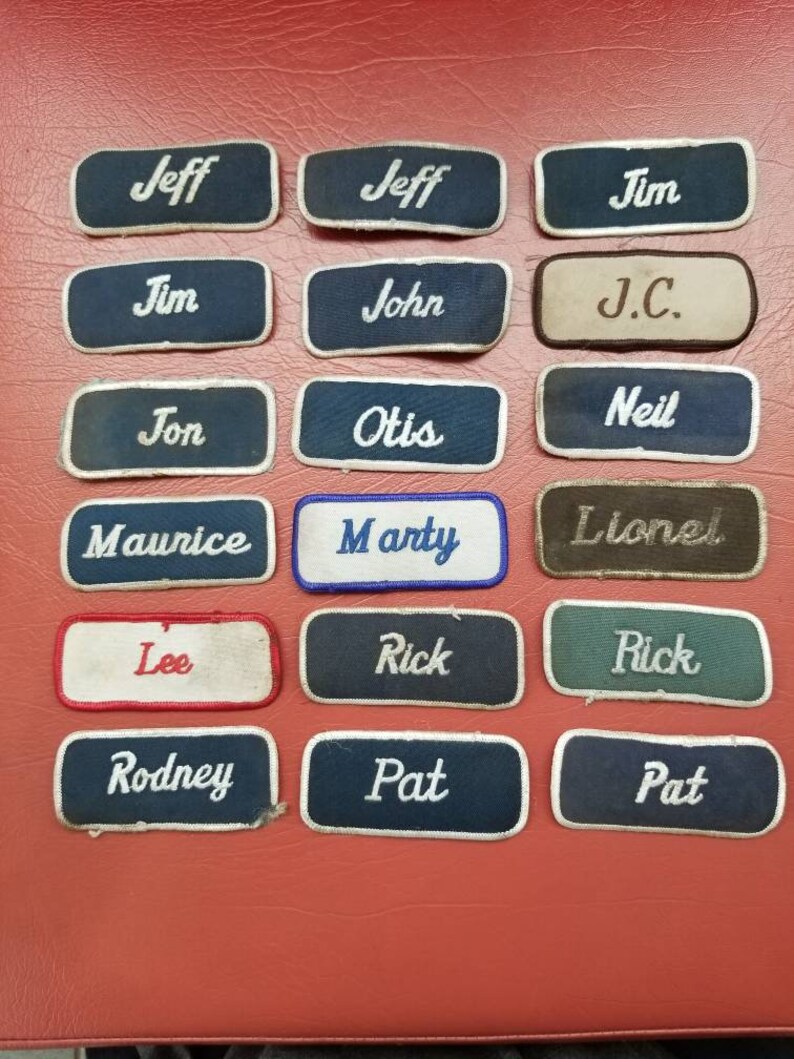 Jeff
Jeff
Jim
Jim
John
J.C.
Jon
Otis
Neil
Maurice
Marty
Lionel
Lee
Rick
Rick
Rodney
Pat
Pat